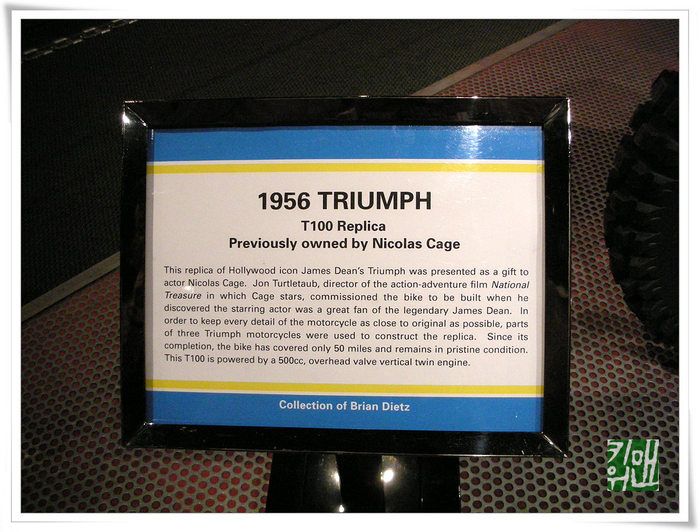 1956 TRIUMPH
T100 Replica
Previously owned by Nicolas Cage
This replica of Hollywood icon James Dean's Triumph was presented as a gift to
actor Nicolas Cage. Jon Turtletaub, director of the action-adventure film National
Treasure in which Cage stars, commissioned the bike to be built when he
discovered the starring actor was a great fan of the legendary James Dean. In
order to keep every detail of the motorcycle as close to original as possible, parts
of three Triumph motorcycles were used to construct the replica. Since its
completion, the bike has covered only 50 miles and remains in pristine condition.
This T100 is powered by a 500cc, overhead valve vertical twin engine.
Collection of Brian Dietz